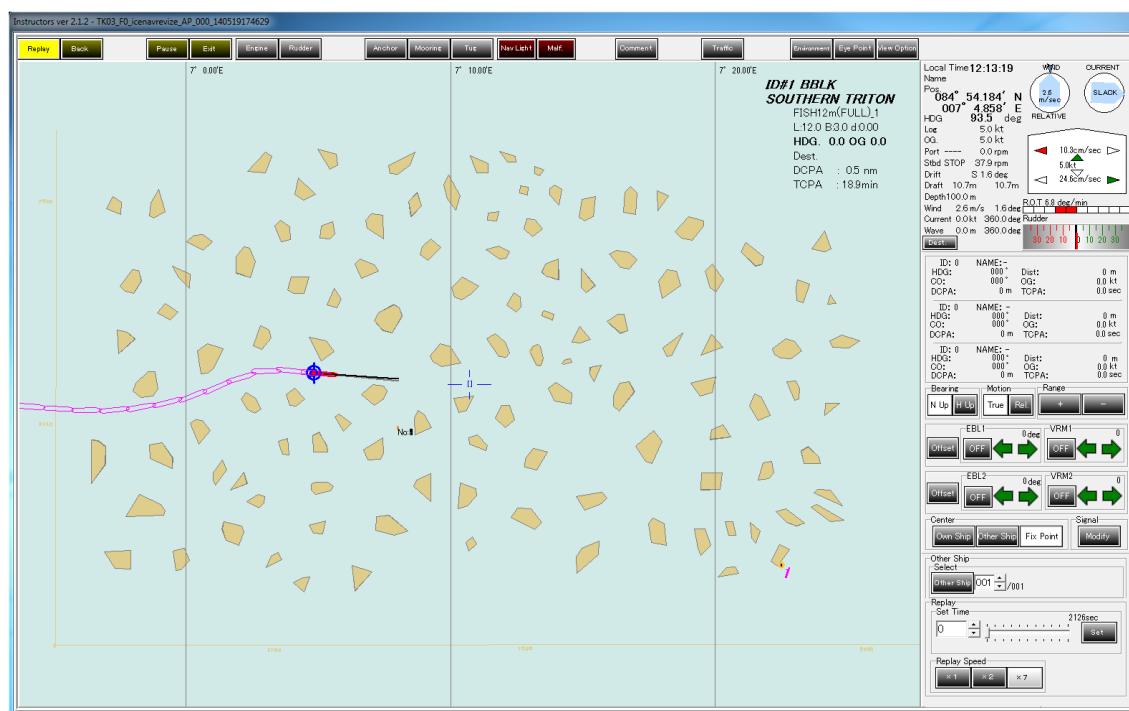 Instructors ver 2.1.2 - TK03_F0_icenavrevize_AP_000_140519174629
Replay Back Pause Exit Engine Rudder Anchor Mooring Tug Nav Light Malf. Comment Traffic Environment Eye Point View Option
7° 0.00'E 7° 10.00'E 7° 20.00'E
ID#1 BBLK
SOUTHERN TRITON
FISH12m(FULL)_1
L:12.0 B:3.0 d:0.00
HDG. 0.0 OG 0.0
Dest.
DCPA : 0.5 nm
TCPA : 18.9min
No:
1
Local Time 12:13:19
Name
Pos.
084° 54.184' N
007° 4.858' E
HDG 93.5 deg
Log 5.0 kt
OG. 5.0 kt
Port ---- 0.0 rpm
Stbd STOP 37.9 rpm
Drift S 1.6 deg
Draft 10.7m 10.7m
Depth 100.0 m
Wind 2.6 m/s 1.6 deg
Current 0.0 kt 360.0 deg
Wave 0.0 m 360.0 deg
Dest.
WIND CURRENT
2.6 m/sec SLACK
RELATIVE
10.3cm/sec
5.0kt
24.6cm/sec
R.O.T 6.8 deg/min
Rudder
30 20 10 0 10 20 30
ID: 0 NAME: -
HDG: 000° Dist: 0 m
CO: 000° OG: 0.0 kt
DCPA: 0 m TCPA: 0.0 sec
ID: 0 NAME: -
HDG: 000° Dist: 0 m
CO: 000° OG: 0.0 kt
DCPA: 0 m TCPA: 0.0 sec
ID: 0 NAME: -
HDG: 000° Dist: 0 m
CO: 000° OG: 0.0 kt
DCPA: 0 m TCPA: 0.0 sec
Bearing Motion Range
N Up H Up True Rel + -
EBL1 0deg VRM1 0
Offset OFF OFF
EBL2 0deg VRM2 0
Offset OFF OFF
Center Signal
Own Ship Other Ship Fix Point Modify
Other Ship
Select
Other Ship 001 /001
Replay
Set Time 2126sec
0 Set
Replay Speed
×1 ×2 ×7